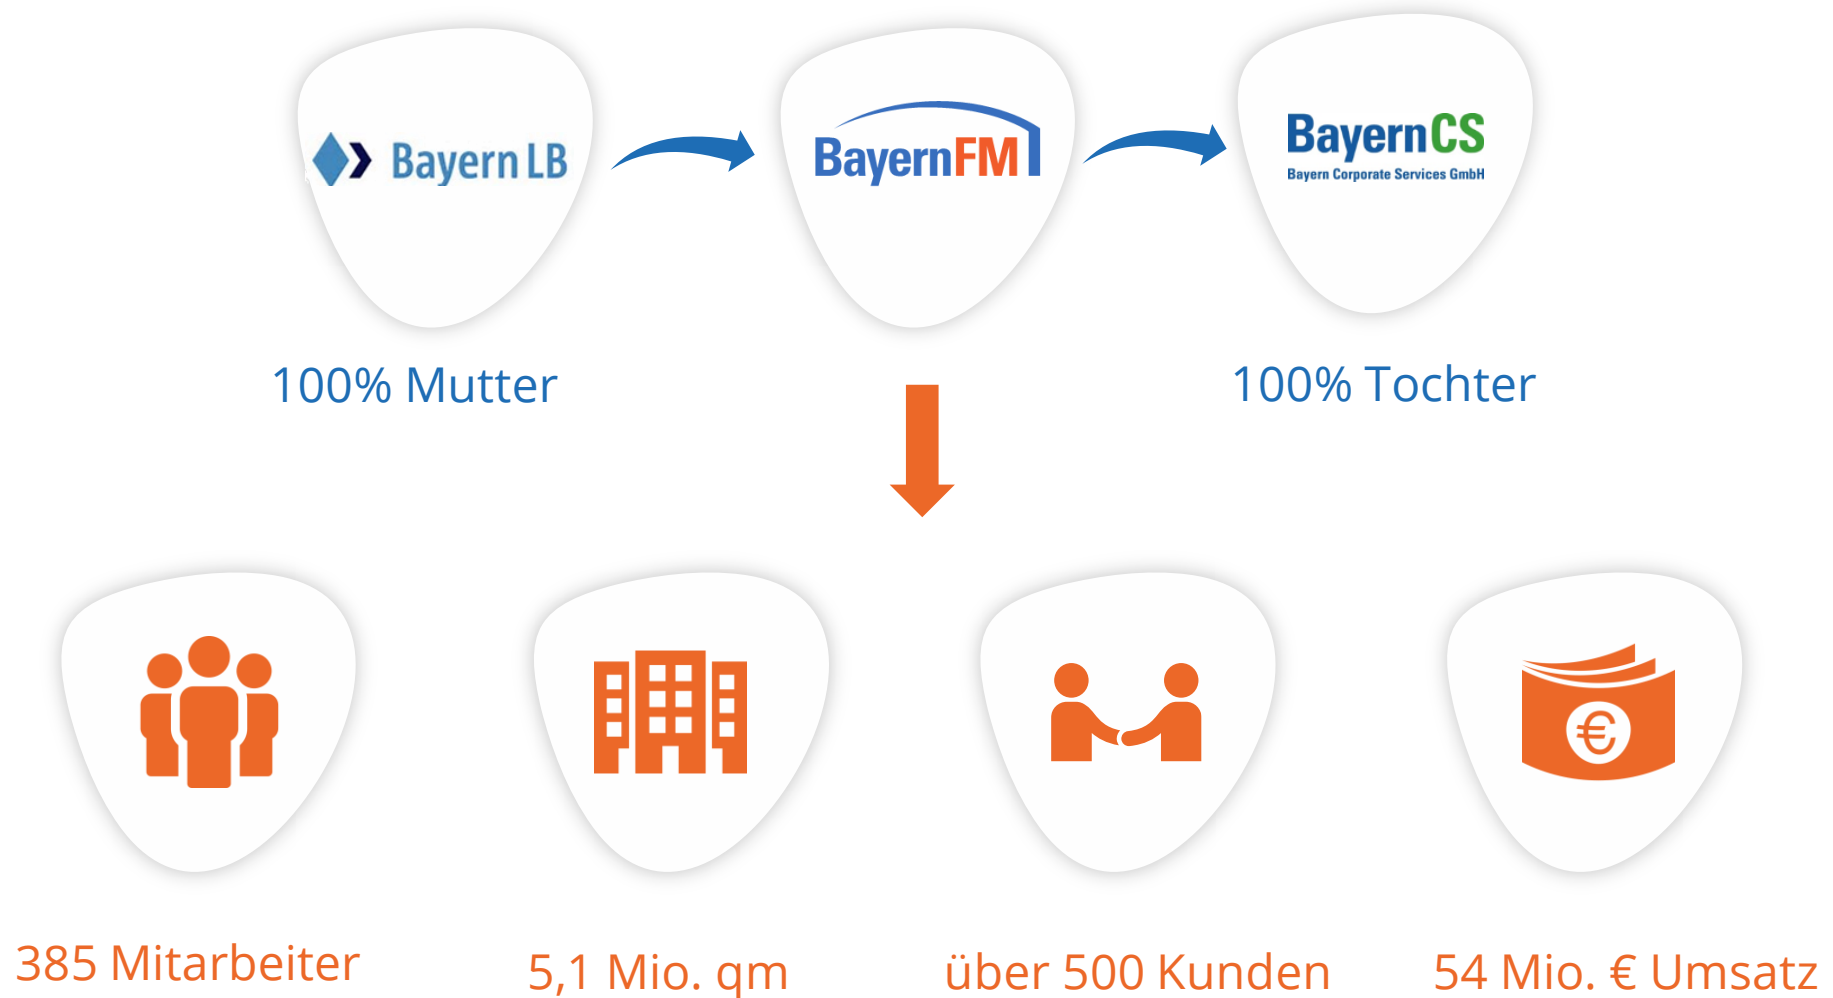 Bayern LB
BayernFM
BayernCS
Bayern Corporate Services GmbH
100% Mutter
100% Tochter
€
385 Mitarbeiter
5,1 Mio. qm
über 500 Kunden
54 Mio. € Umsatz